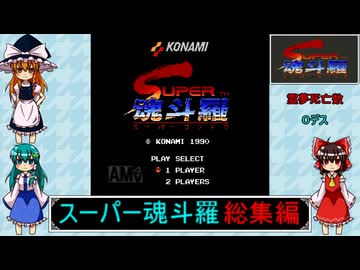 KONAMI
SUPER
魂斗羅
スーパーコントラ
© KONAMI 1990
PLAY SELECT
1 PLAYER
2 PLAYERS
AM4V
SUPER
魂斗羅
霊夢死亡数
0デス
スーパー魂斗羅総集編